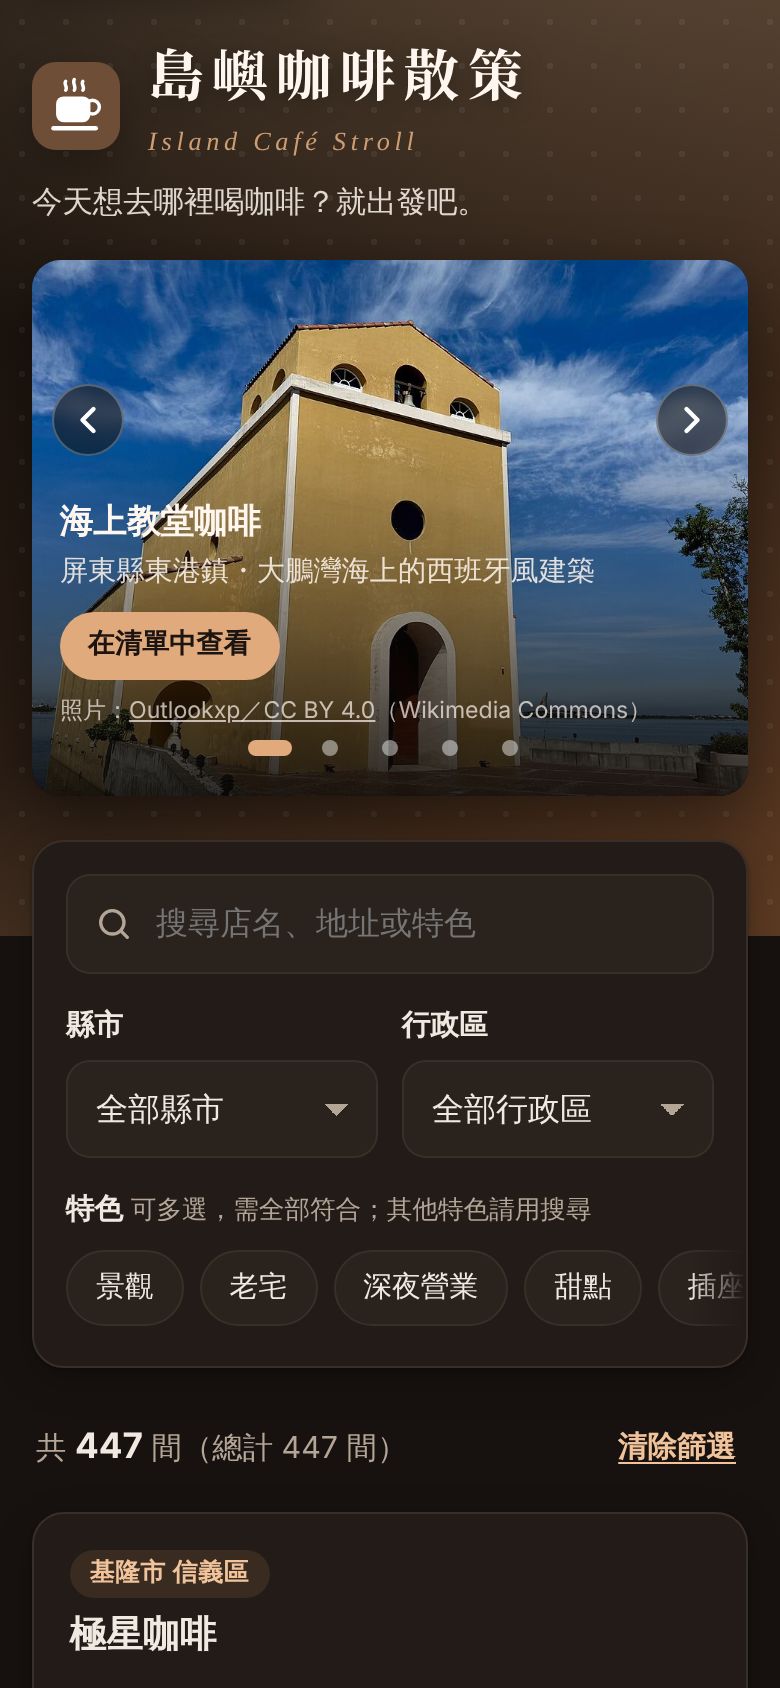 島嶼咖啡散策
Island Café Stroll
今天想去哪裡喝咖啡？就出發吧。
海上教堂咖啡
屏東縣東港鎮・大鵬灣海上的西班牙風建築
在清單中查看
照片：Outlookxp／CC BY 4.0（Wikimedia Commons）
搜尋店名、地址或特色
縣市 行政區
全部縣市 全部行政區
特色 可多選，需全部符合；其他特色請用搜尋
景觀 老宅 深夜營業 甜點 插座
共 447 間（總計 447 間） 清除篩選
基隆市 信義區
極星咖啡